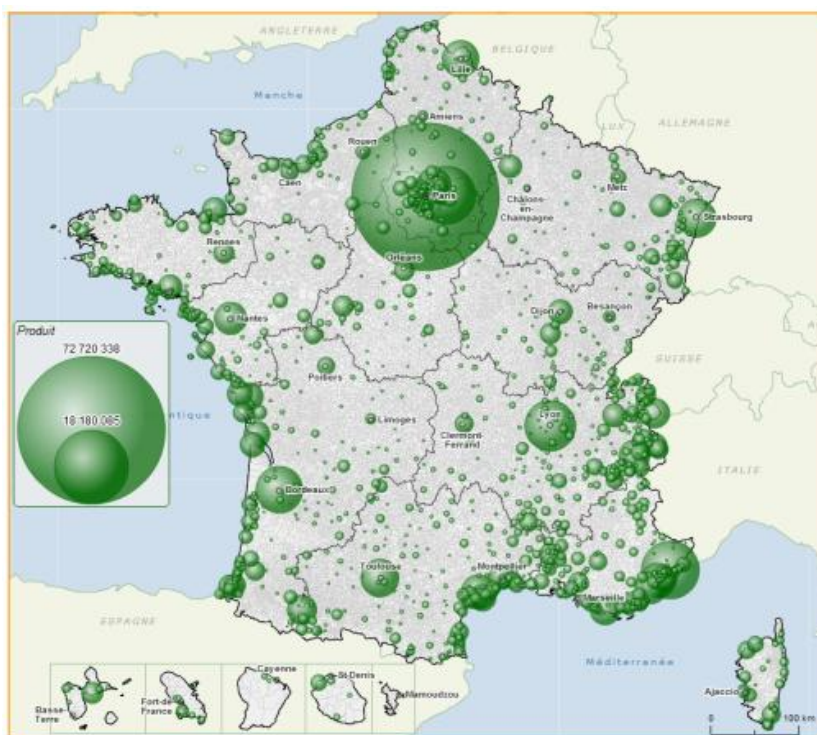 ANGLETERRE
BELGIQUE
Lille
Manche
ALLEMAGNE
Amiens
LUX
Rouen
Caen
Paris
Metz
Châlons-
en-
Champagne
Strasbourg
Rennes
Orléans
Nantes
Dijon
Besançon
Produit
72 720 338
18 180 085
SUISSE
Poitiers
ntique
Limoges
Lyon
Clermont-
Ferrand
ITALIE
Bordeaux
Toulouse
Montpellier
Marseille
ESPAGNE
Méditerranée
Cayenne
St-Denis
Mamoudzou
Basse-
Terre
Fort-de-
France
Ajaccio
0 100 km